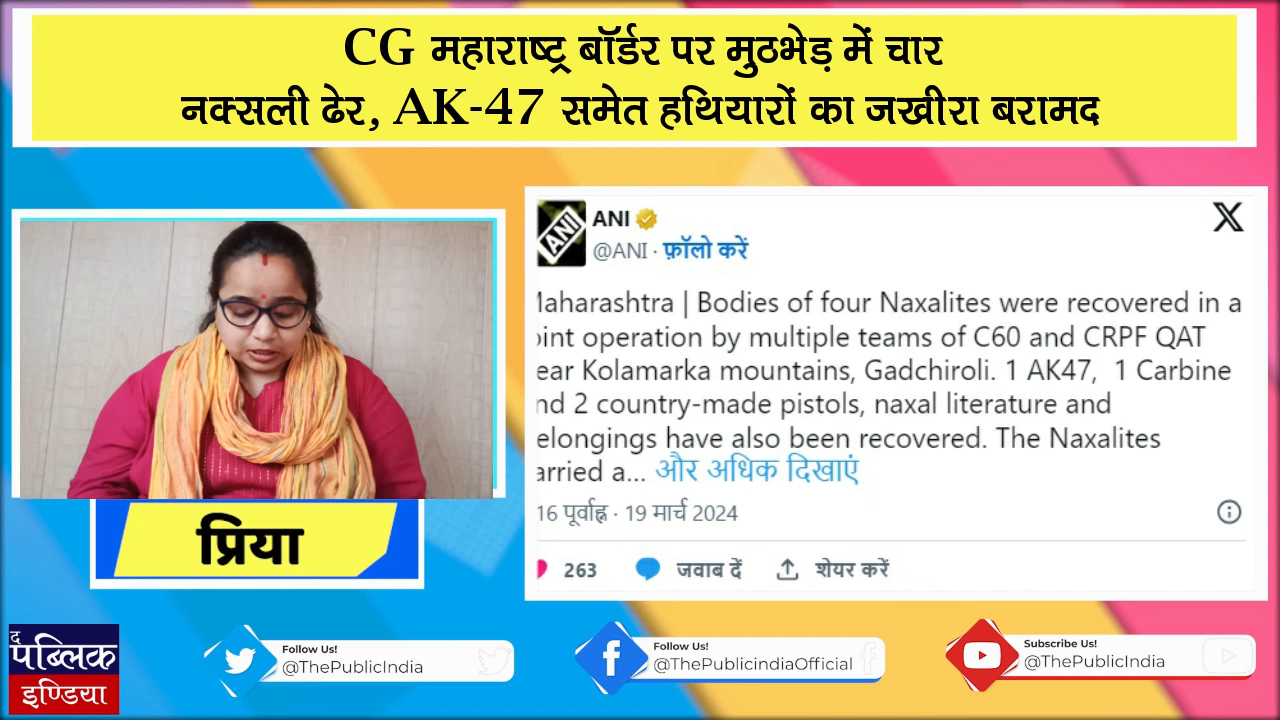 CG महाराष्ट्र बॉर्डर पर मुठभेड़ में चार
नक्सली ढेर, AK-47 समेत हथियारों का जखीरा बरामद
ANI
@ANI · फ़ॉलो करें
X
aharashtra | Bodies of four Naxalites were recovered in a
oint operation by multiple teams of C60 and CRPF QAT
ear Kolamarka mountains, Gadchiroli. 1 AK47, 1 Carbine
nd 2 country-made pistols, naxal literature and
elongings have also been recovered. The Naxalites
arried a... और अधिक दिखाएं
16 पूर्वाह्न · 19 मार्च 2024
263 जवाब दें शेयर करें
प्रिया
द
पब्लिक
इण्डिया
Follow Us!
@ThePublicIndia
Follow Us!
@ThePublicindiaOfficial
Subscribe Us!
@ThePublicIndia